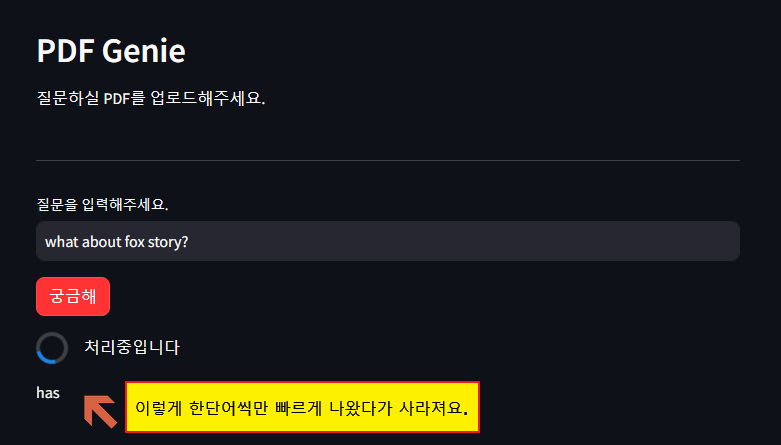 PDF Genie
질문하실 PDF를 업로드해주세요.
질문을 입력해주세요.
what about fox story?
궁금해
처리중입니다
has
이렇게 한단어씩만 빠르게 나왔다가 사라져요.